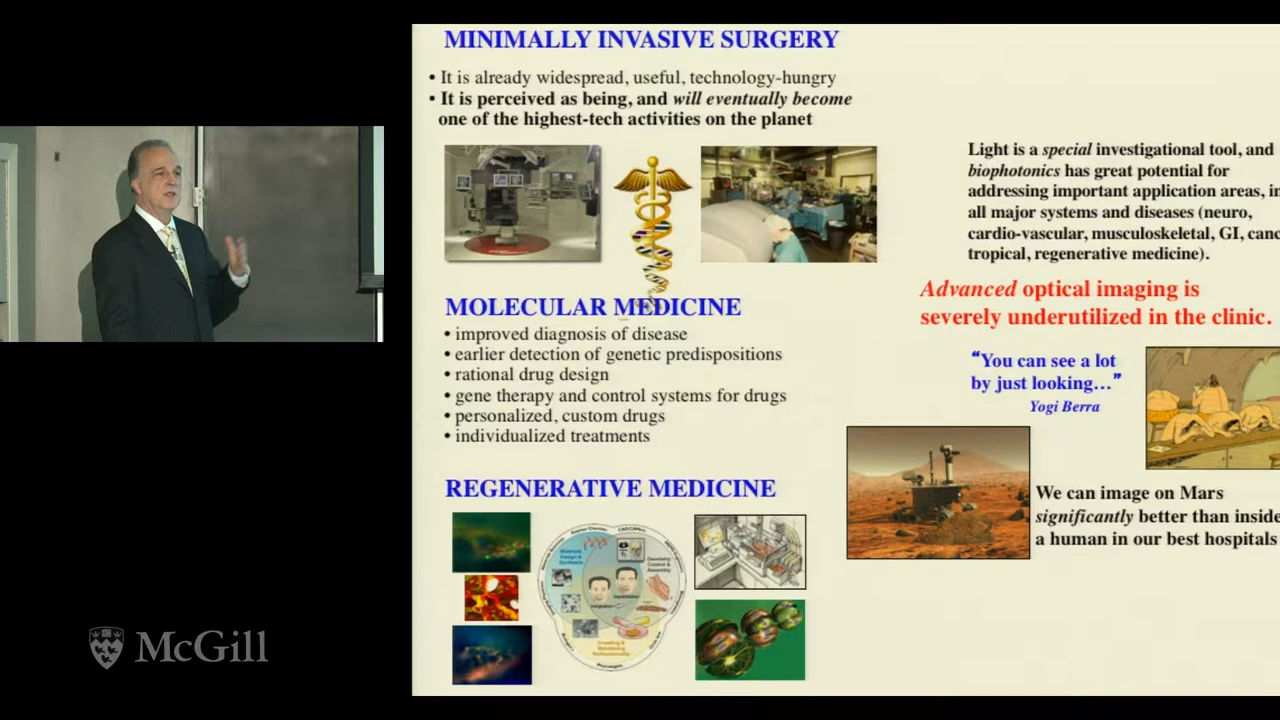 MINIMALLY INVASIVE SURGERY
• It is already widespread, useful, technology-hungry
• It is perceived as being, and will eventually become
one of the highest-tech activities on the planet
MOLECULAR MEDICINE
• improved diagnosis of disease
• earlier detection of genetic predispositions
• rational drug design
• gene therapy and control systems for drugs
• personalized, custom drugs
• individualized treatments
REGENERATIVE MEDICINE
Light is a special investigational tool, and
biophotonics has great potential for
addressing important application areas, in
all major systems and diseases (neuro,
cardio-vascular, musculoskeletal, GI, canc
tropical, regenerative medicine).
Advanced optical imaging is
severely underutilized in the clinic.
“You can see a lot
by just looking…”
Yogi Berra
We can image on Mars
significantly better than inside
a human in our best hospitals
McGill